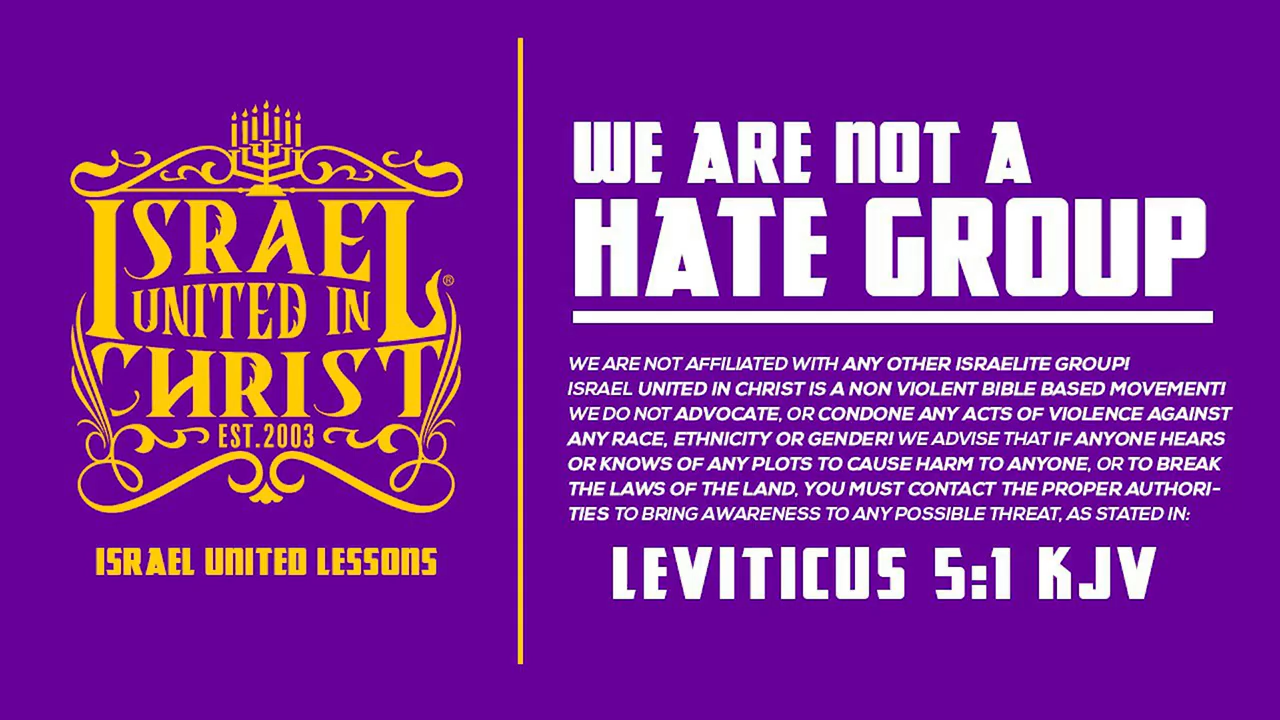 ISRAEL
UNITED IN
CHRIST
®
EST.2003
ISRAEL UNITED LESSONS
WE ARE NOT A
HATE GROUP
WE ARE NOT AFFILIATED WITH ANY OTHER ISRAELITE GROUP!
ISRAEL UNITED IN CHRIST IS A NON VIOLENT BIBLE BASED MOVEMENT!
WE DO NOT ADVOCATE, OR CONDONE ANY ACTS OF VIOLENCE AGAINST
ANY RACE, ETHNICITY OR GENDER! WE ADVISE THAT IF ANYONE HEARS
OR KNOWS OF ANY PLOTS TO CAUSE HARM TO ANYONE, OR TO BREAK
THE LAWS OF THE LAND, YOU MUST CONTACT THE PROPER AUTHORI-
TIES TO BRING AWARENESS TO ANY POSSIBLE THREAT, AS STATED IN:
LEVITICUS 5:1 KJV